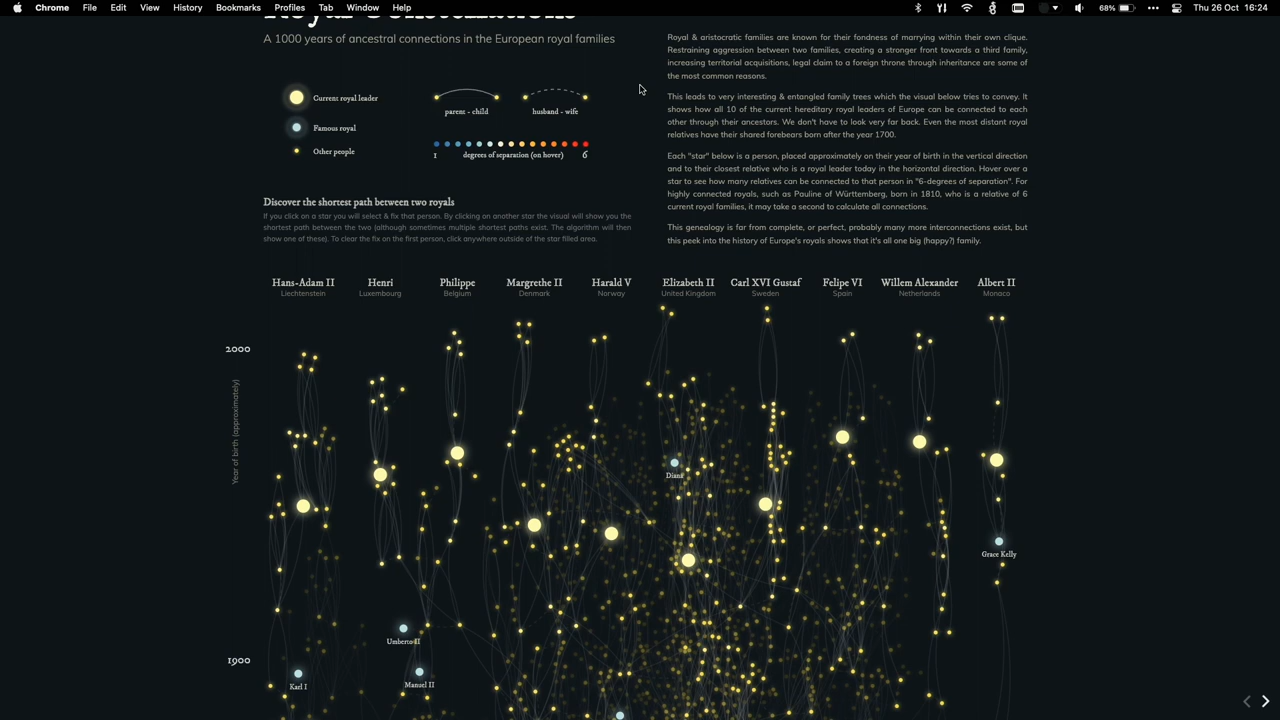 Chrome File Edit View History Bookmarks Profiles Tab Window Help 68% Thu 26 Oct 16:24
Royal Constellations
A 1000 years of ancestral connections in the European royal families
Current royal leader
Famous royal
Other people
parent - child
husband - wife
1 degrees of separation (on hover) 6
Discover the shortest path between two royals
If you click on a star you will select & fix that person. By clicking on another star the visual will show you the
shortest path between the two (although sometimes multiple shortest paths exist. The algorithm will then
show one of these). To clear the fix on the first person, click anywhere outside of the star filled area.
Royal & aristocratic families are known for their fondness of marrying within their own clique.
Restraining aggression between two families, creating a stronger front towards a third family,
increasing territorial acquisitions, legal claim to a foreign throne through inheritance are some of
the most common reasons.
This leads to very interesting & entangled family trees which the visual below tries to convey. It
shows how all 10 of the current hereditary royal leaders of Europe can be connected to each
other through their ancestors. We don't have to look very far back. Even the most distant royal
relatives have their shared forebears born after the year 1700.
Each "star" below is a person, placed approximately on their year of birth in the vertical direction
and to their closest relative who is a royal leader today in the horizontal direction. Hover over a
star to see how many relatives can be connected to that person in "6-degrees of separation". For
highly connected royals, such as Pauline of Württemberg, born in 1810, who is a relative of 6
current royal families, it may take a second to calculate all connections.
This genealogy is far from complete, or perfect, probably many more interconnections exist, but
this peek into the history of Europe's royals shows that it's all one big (happy?) family.
Hans-Adam II Henri Philippe Margrethe II Harald V Elizabeth II Carl XVI Gustaf Felipe VI Willem Alexander Albert II
Liechtenstein Luxembourg Belgium Denmark Norway United Kingdom Sweden Spain Netherlands Monaco
2000
Year of birth (approximately)
Diana
Grace Kelly
Umberto II
1900
Karl I
Manuel II